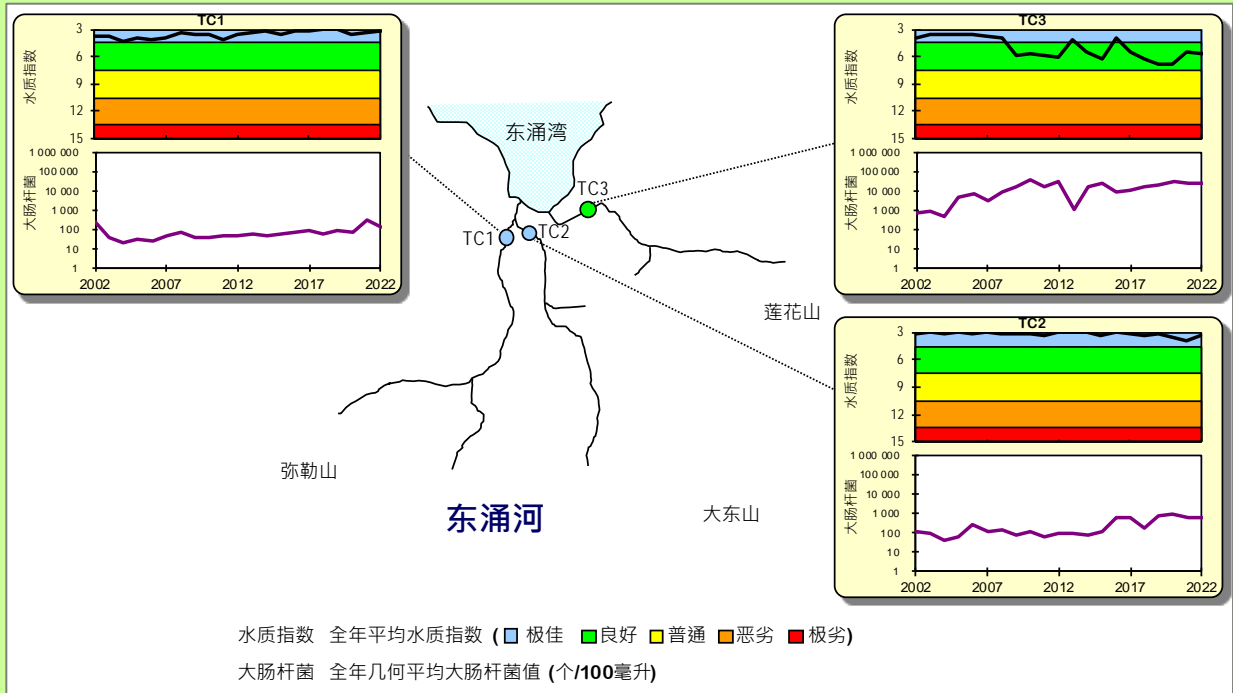 TC1
水质指数
3
6
9
12
15
大肠杆菌
1 000 000
100 000
10 000
1 000
100
10
1
2002 2007 2012 2017 2022
TC3
水质指数
3
6
9
12
15
大肠杆菌
1 000 000
100 000
10 000
1 000
100
10
1
2002 2007 2012 2017 2022
东涌湾
TC3
TC1
TC2
莲花山
TC2
水质指数
3
6
9
12
15
大肠杆菌
1 000 000
100 000
10 000
1 000
100
10
1
2002 2007 2012 2017 2022
弥勒山
东涌河
大东山
水质指数 全年平均水质指数 ( 极佳 良好 普通 恶劣 极劣)
大肠杆菌 全年几何平均大肠杆菌值 (个/100毫升)